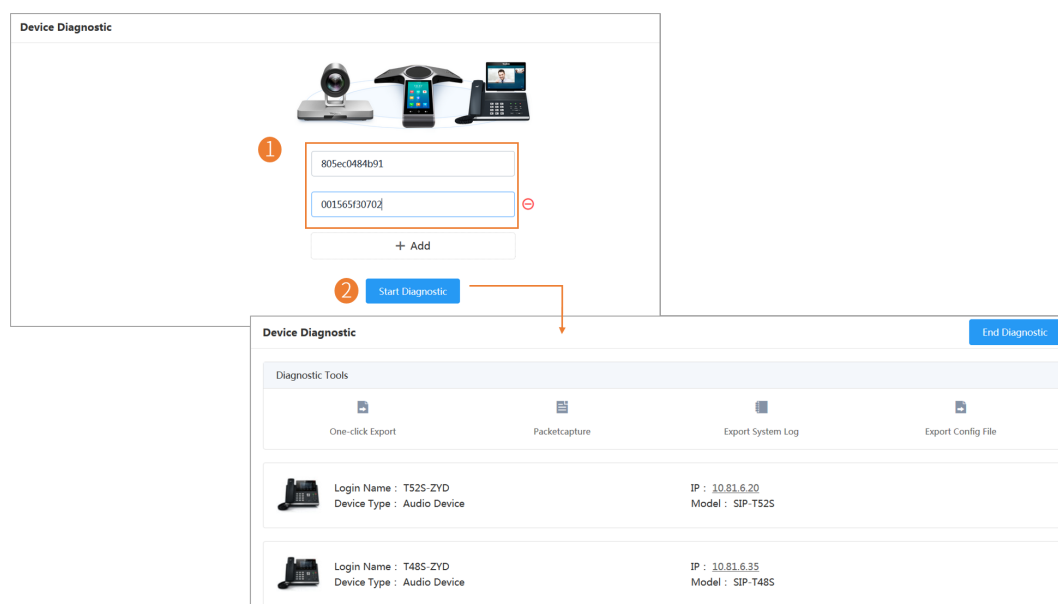 Device Diagnostic
1
805ec0484b91
001565f30702
+ Add
2
Start Diagnostic
Device Diagnostic
End Diagnostic
Diagnostic Tools
One-click Export
Packetcapture
Export System Log
Export Config File
Login Name : T52S-ZYD
IP : 10.81.6.20
Device Type : Audio Device
Model : SIP-T52S
Login Name : T48S-ZYD
IP : 10.81.6.35
Device Type : Audio Device
Model : SIP-T48S